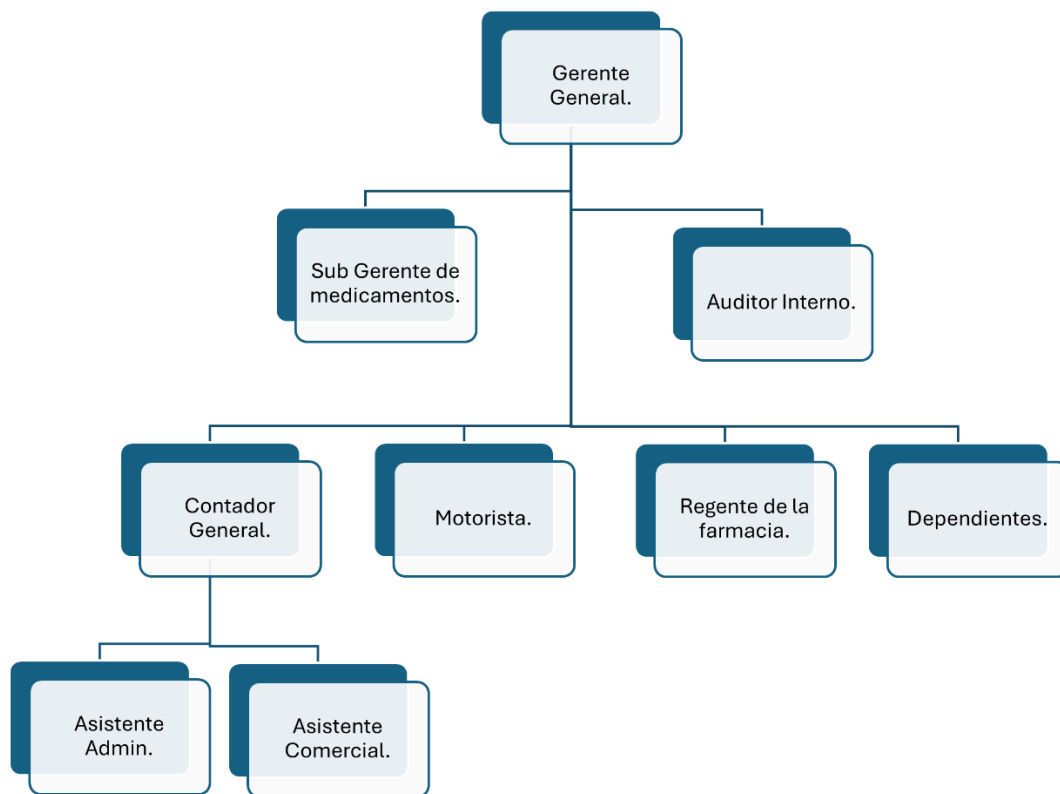 Gerente
General.
Sub Gerente de
medicamentos.
Auditor Interno.
Contador
General.
Motorista.
Regente de la
farmacia.
Dependientes.
Asistente
Admin.
Asistente
Comercial.